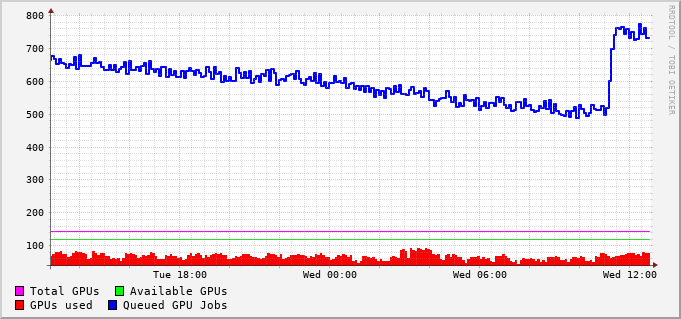 800
700
600
500
400
300
200
100
Tue 18:00 Wed 00:00 Wed 06:00 Wed 12:00
Total GPUs Available GPUs
GPUs used Queued GPU Jobs
RRDTOOL / TOBI OETIKER